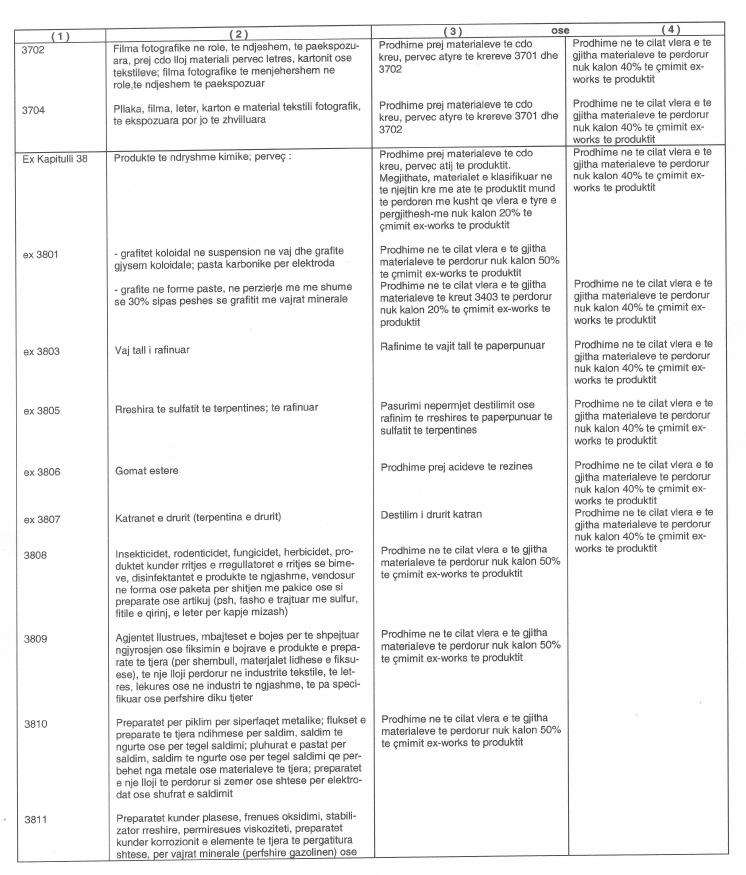 ( 1 ) ( 2 ) ( 3 ) ose ( 4 )
3702
Filma fotografike ne role, te ndjeshem, te paekspozu-
ara, prej cdo lloj materiali pervec letres, kartonit ose
tekstileve; filma fotografike te menjehershem ne
role,te ndjeshem te paekspozuar
Prodhime prej materialeve te cdo
kreu, pervec atyre te krereve 3701 dhe
3702
Prodhime ne te cilat vlera e te
gjitha materialeve te perdorur
nuk kalon 40% te çmimit ex-
works te produktit
3704
Pllaka, filma, leter, karton e material tekstili fotografik,
te ekspozuara por jo te zhvilluara
Prodhime prej materialeve te cdo
kreu, pervec atyre te krereve 3701 dhe
3702
Prodhime ne te cilat vlera e te
gjitha materialeve te perdorur
nuk kalon 40% te çmimit ex-
works te produktit
Ex Kapitulli 38
Produkte te ndryshme kimike; perveç :
Prodhime prej materialeve te cdo
kreu, pervec atij te produktit.
Megjithate, materialet e klasifikuar ne
te njejtin kre me ate te produktit mund
te perdoren me kusht qe vlera e tyre e
pergjithesh-me nuk kalon 20% te
çmimit ex-works te produktit
Prodhime ne te cilat vlera e te
gjitha materialeve te perdorur
nuk kalon 40% te çmimit ex-
works te produktit
ex 3801
- grafitet koloidal ne suspension ne vaj dhe grafite
gjysem koloidale; pasta karbonike per elektroda
Prodhime ne te cilat vlera e te gjitha
materialeve te perdorur nuk kalon 50%
te çmimit ex-works te produktit
- grafite ne forme paste, ne perzierje me me shume
se 30% sipas peshes se grafitit me vajrat minerale
Prodhime ne te cilat vlera e te gjitha
materialeve te kreut 3403 te perdorur
nuk kalon 20% te çmimit ex-works te
produktit
Prodhime ne te cilat vlera e te
gjitha materialeve te perdorur
nuk kalon 40% te çmimit ex-
works te produktit
ex 3803
Vaj tall i rafinuar
Rafinime te vajit tall te paperpunuar
Prodhime ne te cilat vlera e te
gjitha materialeve te perdorur
nuk kalon 40% te çmimit ex-
works te produktit
ex 3805
Rreshira te sulfatit te terpentines; te rafinuar
Pasurimi nepermjet destilimit ose
rafinim te rreshires te paperpunuar te
sulfatit te terpentines
Prodhime ne te cilat vlera e te
gjitha materialeve te perdorur
nuk kalon 40% te çmimit ex-
works te produktit
ex 3806
Gomat estere
Prodhime prej acideve te rezines
Prodhime ne te cilat vlera e te
gjitha materialeve te perdorur
nuk kalon 40% te çmimit ex-
works te produktit
ex 3807
Katranet e drurit (terpentina e drurit)
Destilim i drurit katran
Prodhime ne te cilat vlera e te
gjitha materialeve te perdorur
nuk kalon 40% te çmimit ex-
works te produktit
3808
Insekticidet, rodenticidet, fungicidet, herbicidet, pro-
duktet kunder rritjes e rregullatoret e rritjes se bime-
ve, disinfektantet e produkte te ngjashme, vendosur
ne forma ose paketa per shitjen me pakice ose si
preparate ose artikuj (psh, fasho e trajtuar me sulfur,
fitile e qirinj, e leter per kapje mizash)
Prodhime ne te cilat vlera e te gjitha
materialeve te perdorur nuk kalon 50%
te çmimit ex-works te produktit
3809
Agjentet llustrues, mbajteset e bojes per te shpejtuar
ngjyrosjen ose fiksimin e bojrave e produkte e prepa-
rate te tjera (per shembull, materjalet lidhese e fiksu-
ese), te nje lloji perdorur ne industrite tekstile, te let-
res, lekures ose ne industri te ngjashme, te pa speci-
fikuar ose perfshire diku tjeter
Prodhime ne te cilat vlera e te gjitha
materialeve te perdorur nuk kalon 50%
te çmimit ex-works te produktit
3810
Preparatet per piklim per siperfaqet metalike; flukset e
preparate te tjera ndihmese per saldim, saldim te
ngurte ose per tegel saldimi; pluhurat e pastat per
saldim, saldim te ngurte ose per tegel saldimi qe per-
behet nga metale ose materialeve te tjera; preparatet
e nje lloji te perdorur si zemer ose shtese per elektro-
dat ose shufrat e saldimit
Prodhime ne te cilat vlera e te gjitha
materialeve te perdorur nuk kalon 50%
te çmimit ex-works te produktit
3811
Preparatet kunder plasese, frenues oksidimi, stabili-
zator rreshire, permiresues viskoziteti, preparatet
kunder korrozionit e elemente te tjera te pergatitura
shtese, per vajrat minerale (perfshire gazolinen) ose